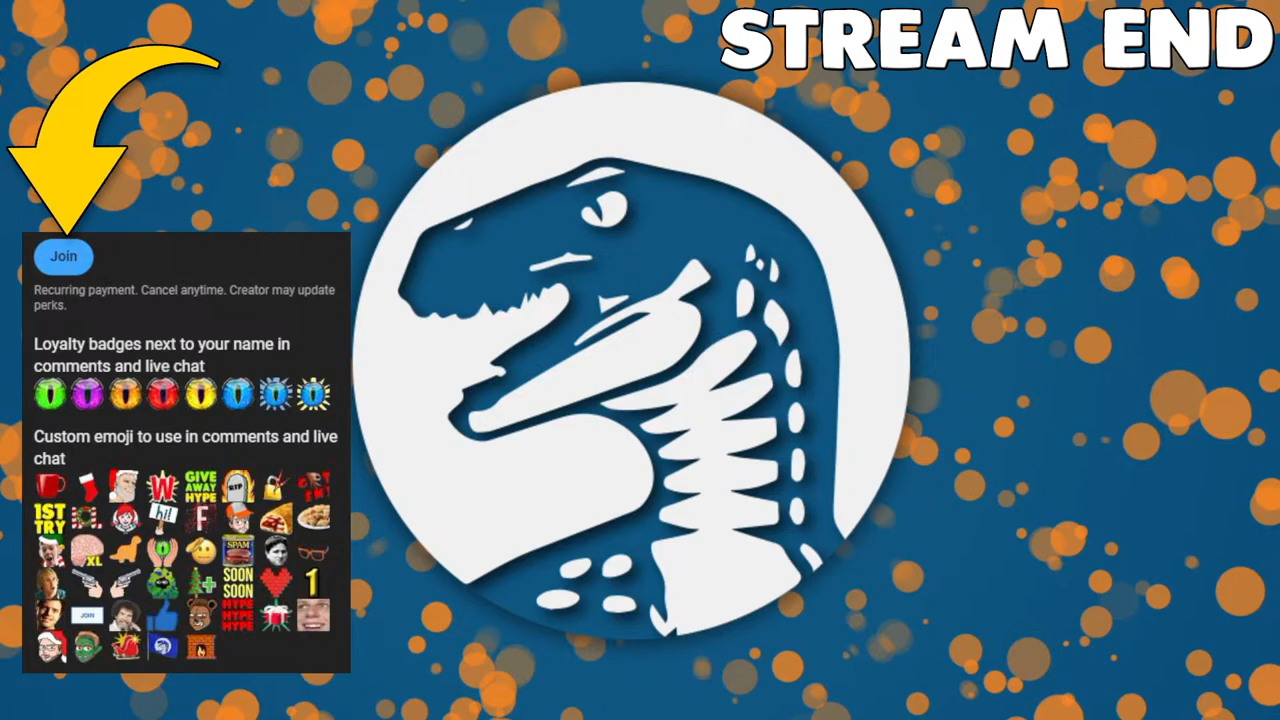 STREAM END
Join
Recurring payment. Cancel anytime. Creator may update
perks.
Loyalty badges next to your name in
comments and live chat
Custom emoji to use in comments and live
chat
W
GIVE
AWAY
HYPE
RIP
1ST
TRY
hi!
F
XL
SPAM
SOON
SOON
1
JOIN
HYPE
HYPE
HYPE